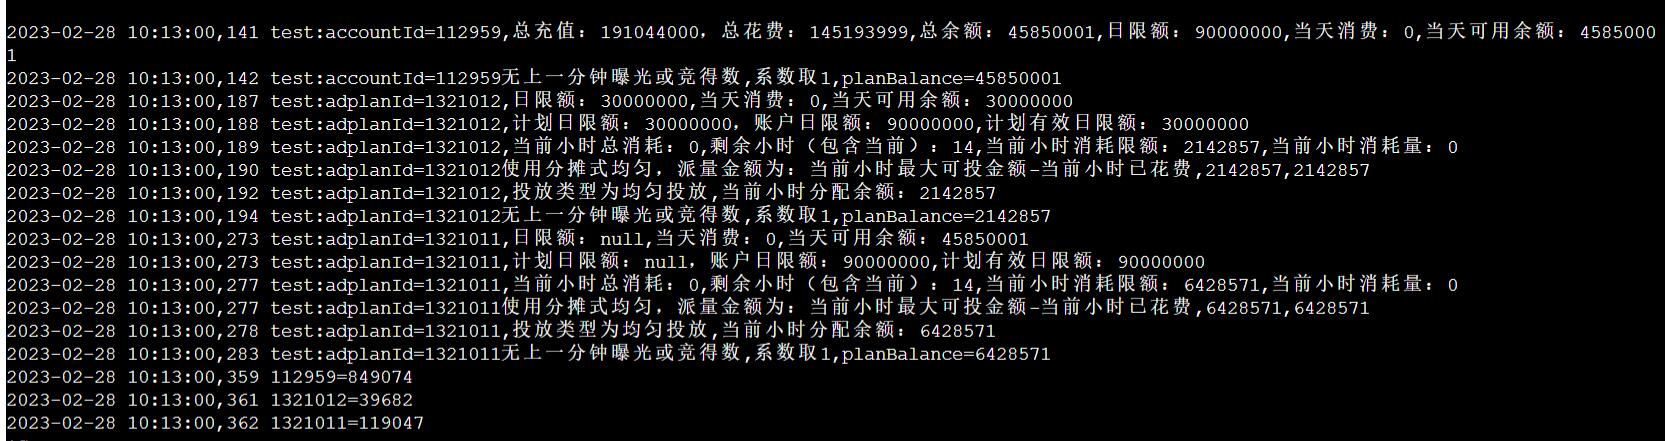 2023-02-28 10:13:00,141 test:accountId=112959,总充值：191044000，总花费：145193999,总余额：45850001,日限额：90000000,当天消费：0,当天可用余额：4585000
1
2023-02-28 10:13:00,142 test:accountId=112959无上一分钟曝光或竞得数,系数取1,planBalance=45850001
2023-02-28 10:13:00,187 test:adplanId=1321012,日限额：30000000,当天消费：0,当天可用余额：30000000
2023-02-28 10:13:00,188 test:adplanId=1321012,计划日限额：30000000，账户日限额：90000000,计划有效日限额：30000000
2023-02-28 10:13:00,189 test:adplanId=1321012,当前小时总消耗：0,剩余小时（包含当前）：14,当前小时消耗限额：2142857,当前小时消耗量：0
2023-02-28 10:13:00,190 test:adplanId=1321012使用分摊式均匀，派量金额为：当前小时最大可投金额-当前小时已花费,2142857,2142857
2023-02-28 10:13:00,192 test:adplanId=1321012,投放类型为均匀投放,当前小时分配余额：2142857
2023-02-28 10:13:00,194 test:adplanId=1321012无上一分钟曝光或竞得数,系数取1,planBalance=2142857
2023-02-28 10:13:00,273 test:adplanId=1321011,日限额：null,当天消费：0,当天可用余额：45850001
2023-02-28 10:13:00,273 test:adplanId=1321011,计划日限额：null，账户日限额：90000000,计划有效日限额：90000000
2023-02-28 10:13:00,277 test:adplanId=1321011,当前小时总消耗：0,剩余小时（包含当前）：14,当前小时消耗限额：6428571,当前小时消耗量：0
2023-02-28 10:13:00,277 test:adplanId=1321011使用分摊式均匀，派量金额为：当前小时最大可投金额-当前小时已花费,6428571,6428571
2023-02-28 10:13:00,278 test:adplanId=1321011,投放类型为均匀投放,当前小时分配余额：6428571
2023-02-28 10:13:00,283 test:adplanId=1321011无上一分钟曝光或竞得数,系数取1,planBalance=6428571
2023-02-28 10:13:00,359 112959=849074
2023-02-28 10:13:00,361 1321012=39682
2023-02-28 10:13:00,362 1321011=119047